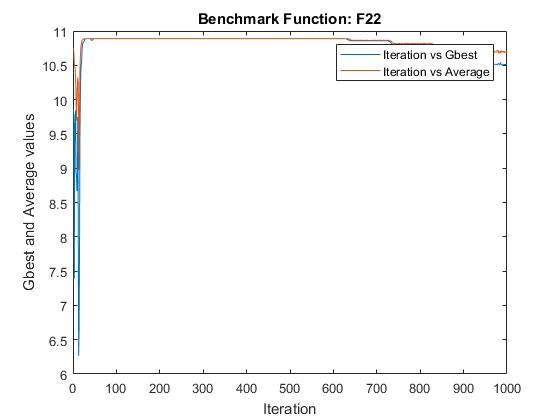 Benchmark Function: F22
Gbest and Average values
11
10.5
10
9.5
9
8.5
8
7.5
7
6.5
6
Iteration vs Gbest
Iteration vs Average
0 100 200 300 400 500 600 700 800 900 1000
Iteration